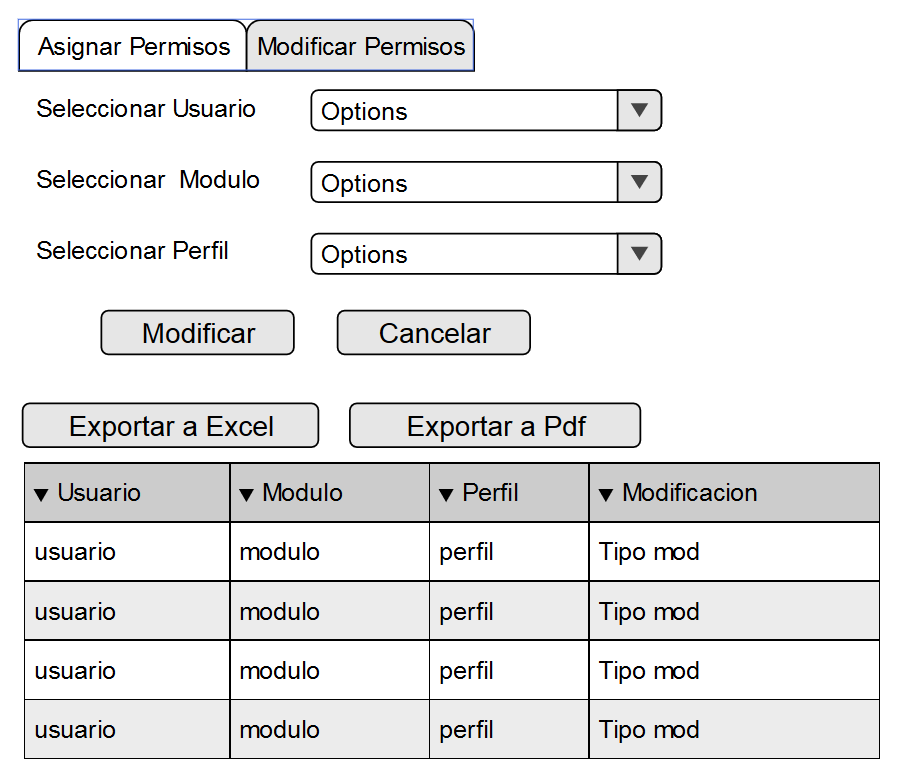 Asignar Permisos Modificar Permisos
Seleccionar Usuario Options
Seleccionar Modulo Options
Seleccionar Perfil Options
Modificar Cancelar
Exportar a Excel Exportar a Pdf
Usuario Modulo Perfil Modificacion
usuario modulo perfil Tipo mod
usuario modulo perfil Tipo mod
usuario modulo perfil Tipo mod
usuario modulo perfil Tipo mod